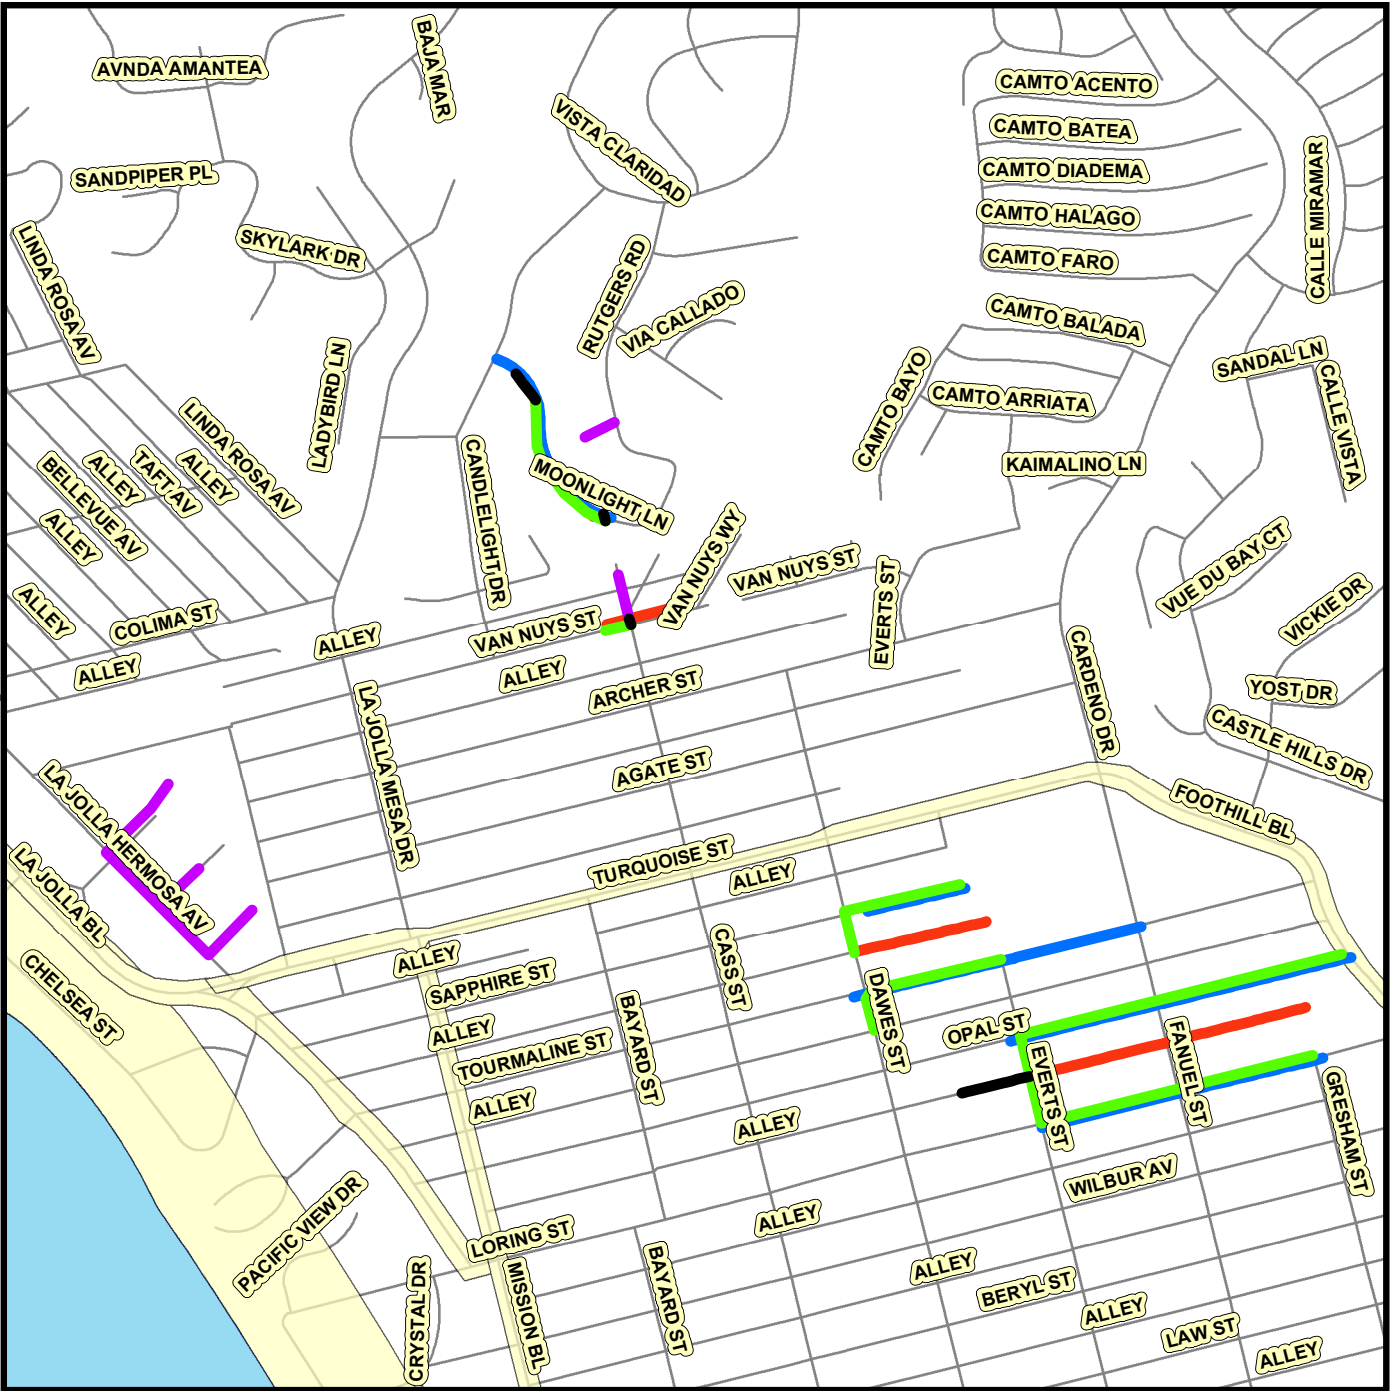 BAJA MAR
AVNDA AMANTEA
CAMTO ACENTO
VISTA CLARIDAD
CAMTO BATEA
CAMTO DIADEMA
SANDPIPER PL
CALLE MIRAMAR
CAMTO HALAGO
SKYLARK DR
CAMTO FARO
LINDA ROSA AV
RUTGERS RD
VIA CALLADO
CAMTO BALADA
SANDAL LN
LADYBIRD LN
CAMTO BAYO
CAMTO ARRIATA
CALLE VISTA
LINDA ROSA AV
KAIMALINO LN
ALLEY
TAFT AV
ALLEY
BELLEVUE AV
MOONLIGHT LN
CANDLELIGHT DR
ALLEY
VAN NUYS WY
VAN NUYS ST
VUE DU BAY CT
EVERTS ST
VICKIE DR
ALLEY
COLIMA ST
VAN NUYS ST
ALLEY
ALLEY
ALLEY
ARCHER ST
CARDENO DR
YOST DR
CASTLE HILLS DR
LA JOLLA MESA DR
AGATE ST
LA JOLLA HERMOSA AV
FOOTHILL BL
TURQUOISE ST
ALLEY
LA JOLLA BL
ALLEY
CASS ST
SAPPHIRE ST
CHELSEA ST
DAWES ST
BAYARD ST
OPAL ST
ALLEY
TOURMALINE ST
FANUEL ST
EVERTS ST
ALLEY
GRESHAM ST
ALLEY
WILBUR AV
PACIFIC VIEW DR
ALLEY
LORING ST
ALLEY
BERYL ST
BAYARD ST
CRYSTAL DR
MISSION BL
ALLEY
LAW ST
ALLEY